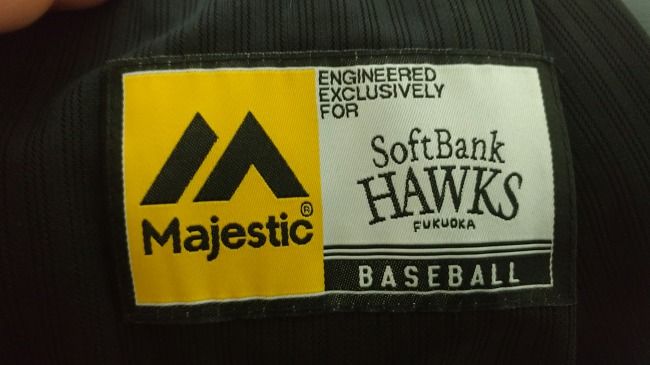 Majestic®
ENGINEERED
EXCLUSIVELY
FOR
SoftBank
HAWKS
FUKUOKA
BASEBALL